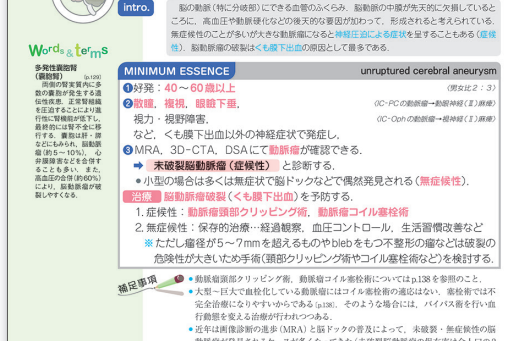 intro.
脳の動脈(特に分岐部)にできる血管のふくらみ．脳動脈の中膜が先天的に欠損していると
ころに，高血圧や動脈硬化などの後天的な要因が加わって，形成されると考えられている．
無症候のことが多いが大きな動脈瘤になると神経圧迫による症状を呈することもある(症候
性)．脳動脈瘤の破裂はくも膜下出血の原因として最多である．
Words & terms
多発性嚢胞腎
(嚢胞腎) [p.129]
両側の腎実質内に多
数の嚢胞が発生する遺
伝性疾患．正常腎組織
を圧迫することにより進
行性に腎機能が低下し，
最終的には腎不全に移
行する．嚢胞は肝・膵
などにもみられ，脳動脈
瘤(約5～10%)，心
弁膜障害などを合併す
ることも多い．また，
高血圧の合併(約60%)
により，脳動脈瘤が破
裂しやすくなる．
MINIMUM ESSENCE unruptured cerebral aneurysm
❶好発：40～60歳以上 (男女比2：3)
❷散瞳，複視，眼瞼下垂， (IC-PCの動脈瘤→動眼神経(Ⅲ)麻痺)
視力・視野障害， (IC-Ophの動脈瘤→視神経(Ⅱ)麻痺)
など，くも膜下出血以外の神経症状で発症し，
❸MRA，3D-CTA，DSAにて動脈瘤が確認できる．
➡ 未破裂脳動脈瘤(症候性) と診断する．
●小型の場合は多くは無症状で脳ドックなどで偶然発見される(無症候性)．
治療 脳動脈瘤破裂(くも膜下出血)を予防する．
1. 症候性：動脈瘤頸部クリッピング術，動脈瘤コイル塞栓術
2. 無症候性：保存的治療…経過観察，血圧コントロール，生活習慣改善など
※ただし瘤径が5～7mmを超えるものやblebをもつ不整形の瘤などは破裂の
危険性が大きいため手術(頸部クリッピング術やコイル塞栓術など)を検討する．
補足事項
●動脈瘤頸部クリッピング術，動脈瘤コイル塞栓術についてはp.138を参照のこと．
●大型～巨大で血栓化している動脈瘤にはコイル塞栓術の適応はない．塞栓術では不
完全治療になりやすいからである[p.138]．そのような場合には，バイパス術を行い血
行動態を変える治療が行われつつある．
●近年は画像診断の進歩(MRA)と脳ドックの普及によって，未破裂・無症候性の脳